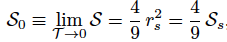 𝒮₀ ≡ lim_{𝒯→0} 𝒮 = 4/9 r_s² = 4/9 𝒮_s,